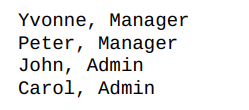 Yvonne, Manager
Peter, Manager
John, Admin
Carol, Admin